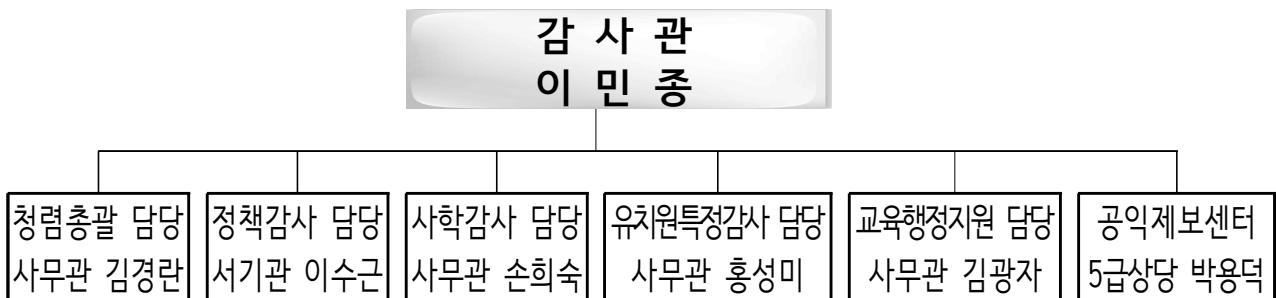 감 사 관
이 민 종
청렴총괄 담당
사무관 김경란
정책감사 담당
서기관 이수근
사학감사 담당
사무관 손희숙
유치원특정감사 담당
사무관 홍성미
교육행정지원 담당
사무관 김광자
공익제보센터
5급상당 박용덕